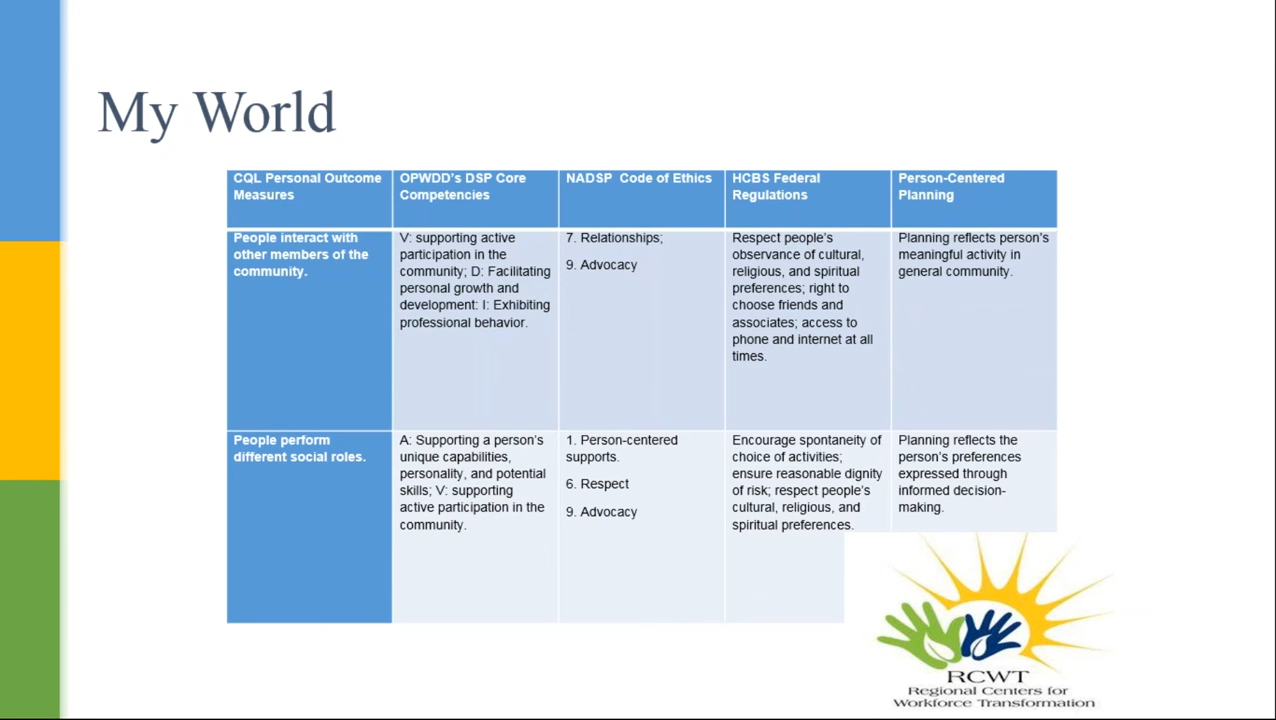 My World
CQL Personal Outcome
Measures
OPWDD's DSP Core
Competencies
NADSP Code of Ethics
HCBS Federal
Regulations
Person-Centered
Planning
People interact with
other members of the
community.
V: supporting active
participation in the
community; D: Facilitating
personal growth and
development: I: Exhibiting
professional behavior.
7. Relationships;
9. Advocacy
Respect people's
observance of cultural,
religious, and spiritual
preferences; right to
choose friends and
associates; access to
phone and internet at all
times.
Planning reflects person's
meaningful activity in
general community.
People perform
different social roles.
A: Supporting a person's
unique capabilities,
personality, and potential
skills; V: supporting
active participation in the
community.
1. Person-centered
supports.
6. Respect
9. Advocacy
Encourage spontaneity of
choice of activities;
ensure reasonable dignity
of risk; respect people's
cultural, religious, and
spiritual preferences.
Planning reflects the
person's preferences
expressed through
informed decision-
making.
RCWT
Regional Centers for
Workforce Transformation